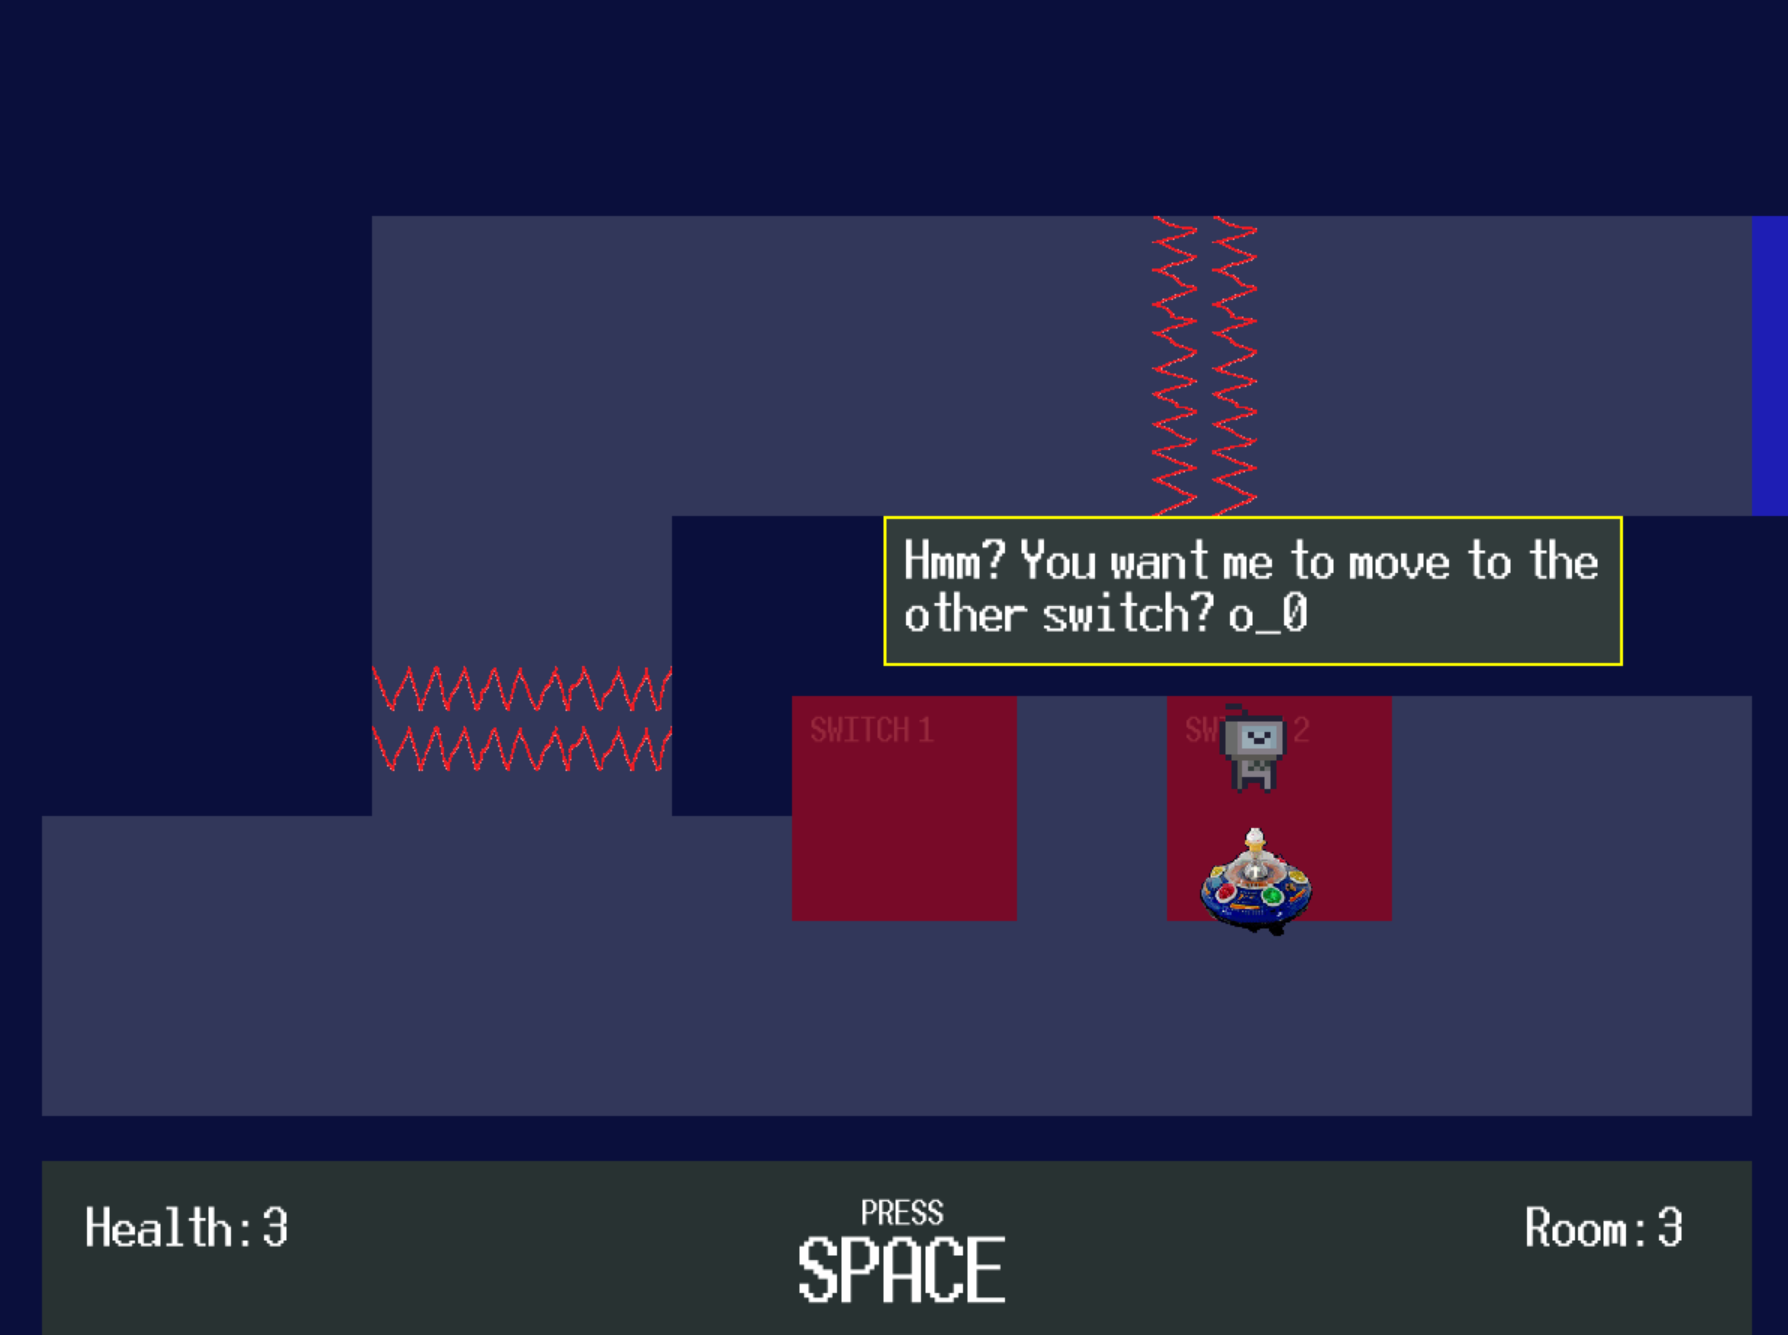 Hmm? You want me to move to the
other switch? o_0
SWITCH 1
SW 2
Health:3
PRESS
SPACE
Room:3